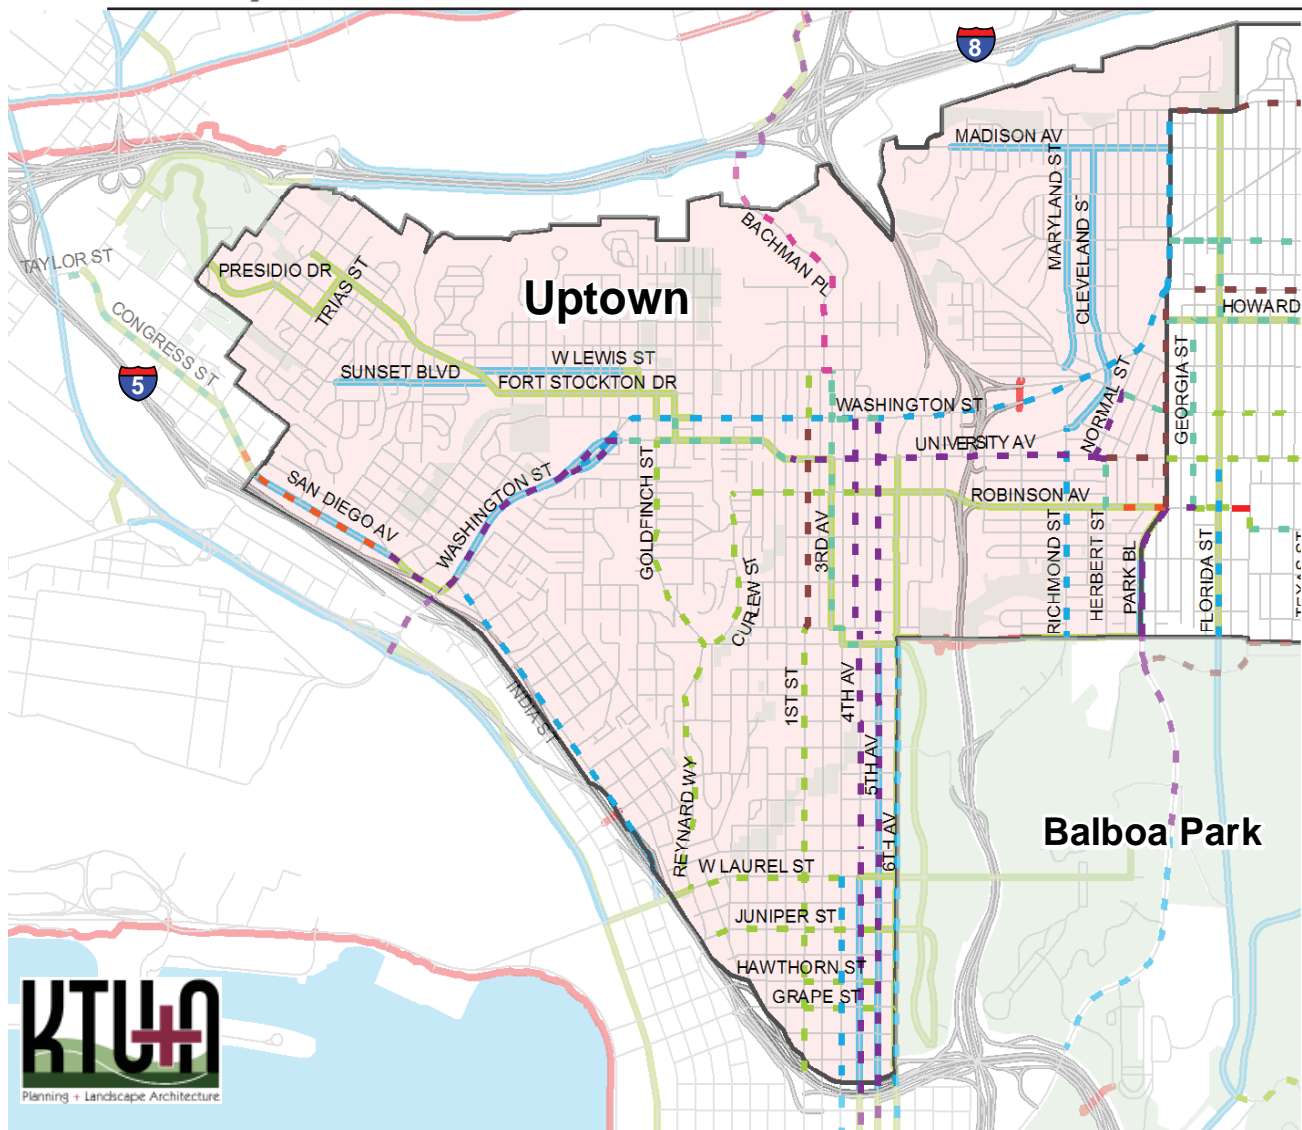 8
MADISON AV
MARYLAND ST
CLEVELAND S
BACHMAN PL
TAYLOR ST
PRESIDIO DR
TRIAS ST
Uptown
HOWARD
CONGRESS ST
5
W LEWIS ST
SUNSET BLVD
FORT STOCKTON DR
GEORGIA ST
NORMAL ST
WASHINGTON ST
UNIVERSITY AV
WASHINGTON ST
SAN DIEGO AV
GOLDFINCH ST
ROBINSON AV
3RD AV
CURLEW ST
RICHMOND ST
HERBERT ST
PARK BL
FLORIDA ST
TEXAS ST
INDIA ST
1ST ST
4TH AV
5TH AV
6TH AV
REYNARD WY
Balboa Park
W LAUREL ST
JUNIPER ST
HAWTHORN ST
GRAPE ST
KTU+A
Planning + Landscape Architecture